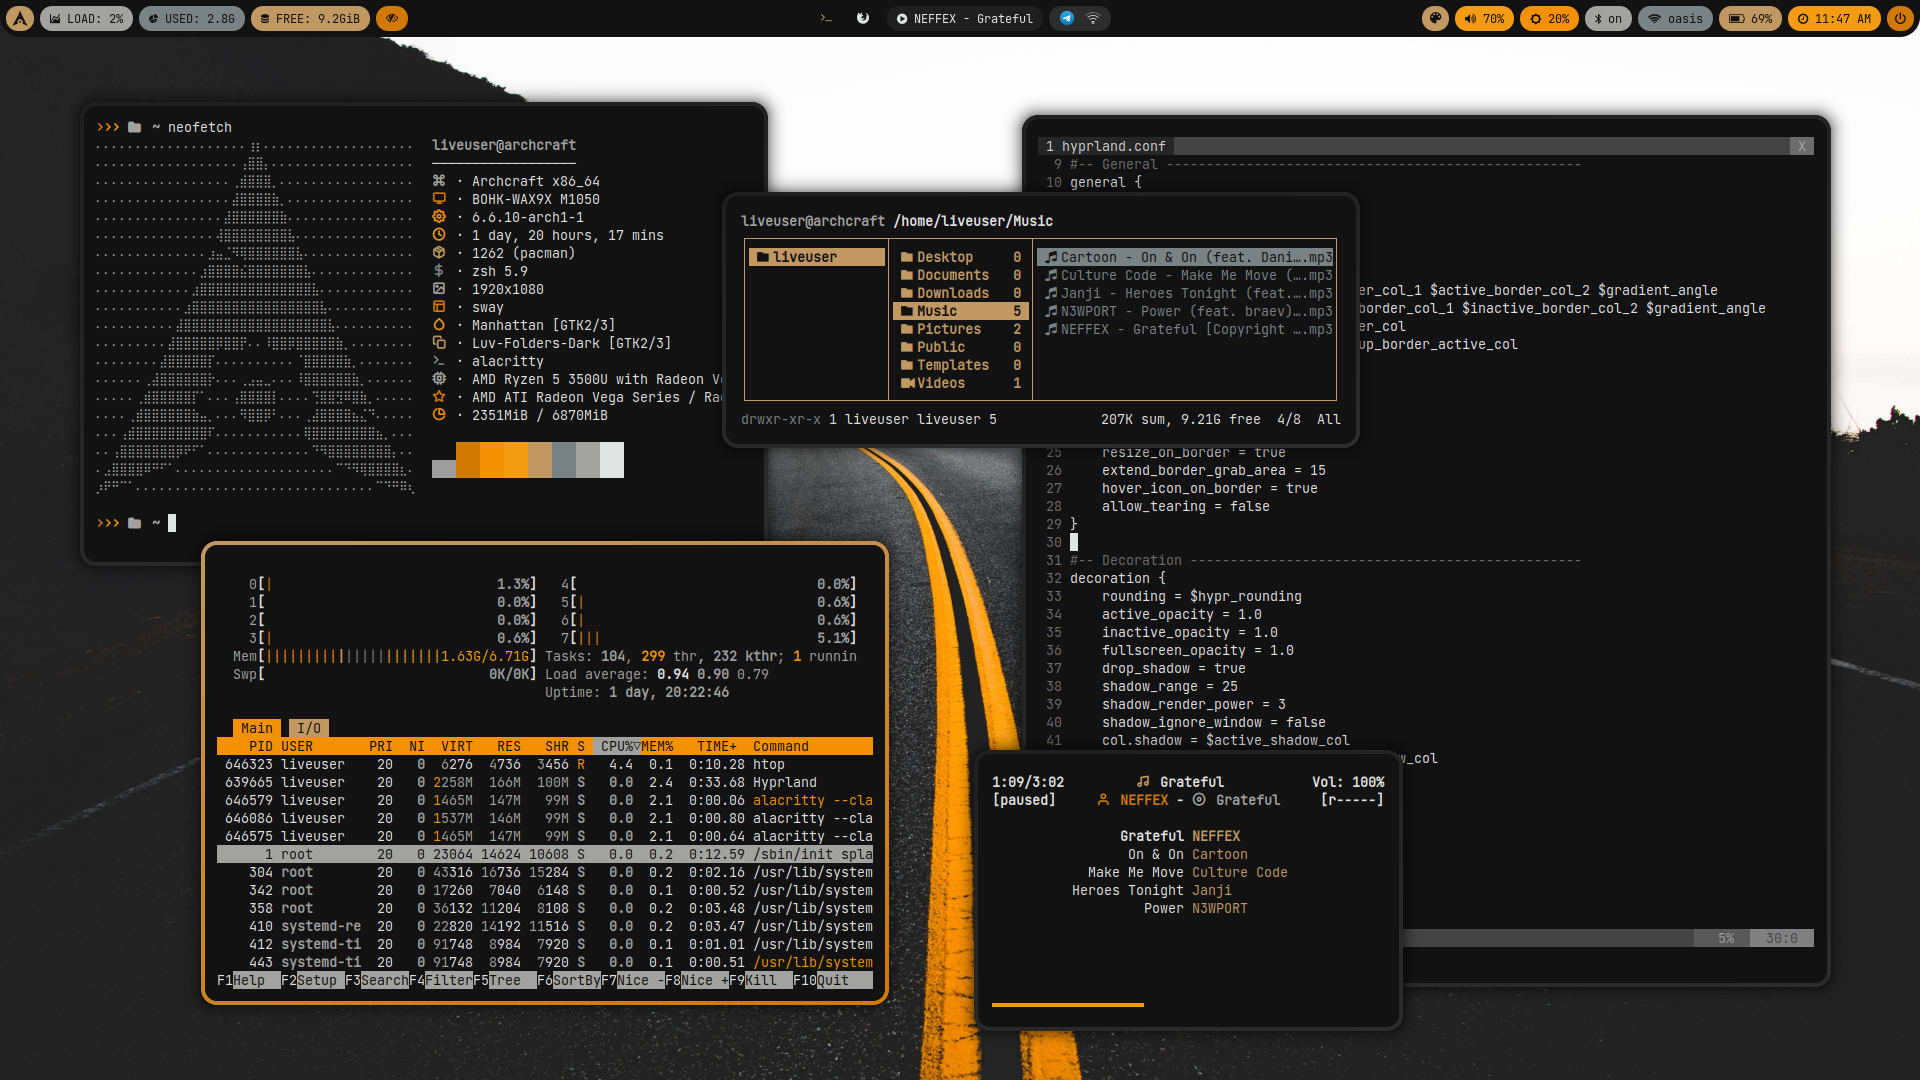 LOAD: 2% USED: 2.8G FREE: 9.2GiB NEFFEX - Grateful 70% 20% on oasis 69% 11:47 AM
>>> ~ neofetch
liveuser@archcraft
· Archcraft x86_64
· BOHK-WAX9X M1050
· 6.6.10-arch1-1
· 1 day, 20 hours, 17 mins
· 1262 (pacman)
· zsh 5.9
· 1920x1080
· sway
· Manhattan [GTK2/3]
· Luv-Folders-Dark [GTK2/3]
· alacritty
· AMD Ryzen 5 3500U with Radeon
· AMD ATI Radeon Vega Series /
· 2351MiB / 6870MiB
>>> ~
liveuser@archcraft /home/liveuser/Music
liveuser
Desktop 0
Documents 0
Downloads 0
Music 5
Pictures 2
Public 0
Templates 0
Videos 1
Cartoon - On & On (feat. Dani….mp3
Culture Code - Make Me Move (….mp3
Janji - Heroes Tonight (feat.….mp3
N3WPORT - Power (feat. braev)….mp3
NEFFEX - Grateful [Copyright ….mp3
drwxr-xr-x 1 liveuser liveuser 5 207K sum, 9.21G free 4/8 All
1 hyprland.conf X
9 #-- General ----------------------------------------------------
10 general {
er_col_1 $active_border_col_2 $gradient_angle
border_col_1 $inactive_border_col_2 $gradient_angle
er_col
up_border_active_col
25 resize_on_border = true
26 extend_border_grab_area = 15
27 hover_icon_on_border = true
28 allow_tearing = false
29 }
30
31 #-- Decoration -------------------------------------------------
32 decoration {
33 rounding = $hypr_rounding
34 active_opacity = 1.0
35 inactive_opacity = 1.0
36 fullscreen_opacity = 1.0
37 drop_shadow = true
38 shadow_range = 25
39 shadow_render_power = 3
40 shadow_ignore_window = false
41 col.shadow = $active_shadow_col
w_col
5% 30:0
0[| 1.3%] 4[ 0.0%]
1[ 0.0%] 5[| 0.6%]
2[ 0.0%] 6[| 0.6%]
3[| 0.6%] 7[||| 5.1%]
Mem[||||||||||||||||||||||1.63G/6.71G] Tasks: 104, 299 thr, 232 kthr; 1 runnin
Swp[ 0K/0K] Load average: 0.94 0.90 0.79
Uptime: 1 day, 20:22:46
Main I/O
PID USER PRI NI VIRT RES SHR S CPU%▽MEM% TIME+ Command
646323 liveuser 20 0 6276 4736 3456 R 4.4 0.1 0:10.28 htop
639665 liveuser 20 0 2258M 166M 100M S 0.0 2.4 0:33.68 Hyprland
646579 liveuser 20 0 1465M 147M 99M S 0.0 2.1 0:00.06 alacritty --cla
646086 liveuser 20 0 1537M 146M 99M S 0.0 2.1 0:00.80 alacritty --cla
646575 liveuser 20 0 1465M 147M 99M S 0.0 2.1 0:00.64 alacritty --cla
1 root 20 0 23064 14624 10608 S 0.0 0.2 0:12.59 /sbin/init spla
304 root 20 0 43316 16736 15284 S 0.0 0.2 0:02.16 /usr/lib/system
342 root 20 0 17260 7040 6148 S 0.0 0.1 0:00.52 /usr/lib/system
358 root 20 0 36132 11204 8108 S 0.0 0.2 0:03.48 /usr/lib/system
410 systemd-re 20 0 22820 14192 11516 S 0.0 0.2 0:03.47 /usr/lib/system
412 systemd-ti 20 0 91748 8984 7920 S 0.0 0.1 0:01.01 /usr/lib/system
443 systemd-ti 20 0 91748 8984 7920 S 0.0 0.1 0:00.51 /usr/lib/system
F1Help F2Setup F3SearchF4FilterF5Tree F6SortByF7Nice -F8Nice +F9Kill F10Quit
1:09/3:02 Grateful Vol: 100%
[paused] NEFFEX - Grateful [r-----]
Grateful NEFFEX
On & On Cartoon
Make Me Move Culture Code
Heroes Tonight Janji
Power N3WPORT